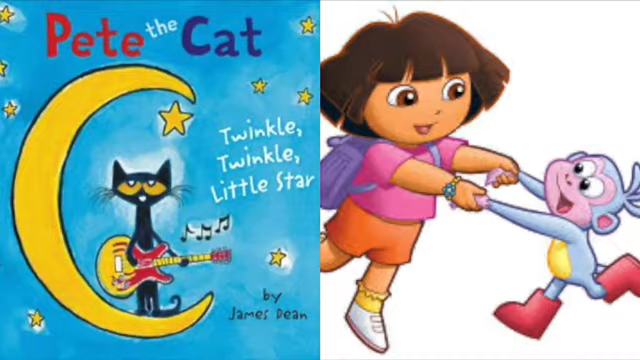 Pete the Cat
Twinkle,
Twinkle,
Little Star
by
James Dean